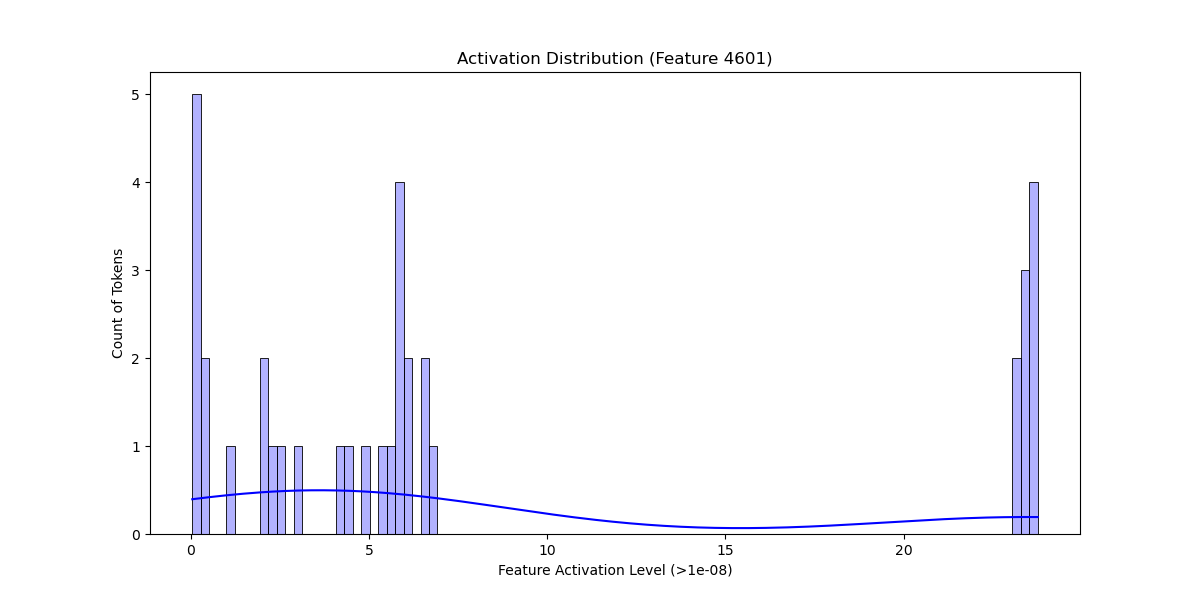 Activation Distribution (Feature 4601)
5
4
3
2
1
0
Count of Tokens
0 5 10 15 20
Feature Activation Level (>1e-08)